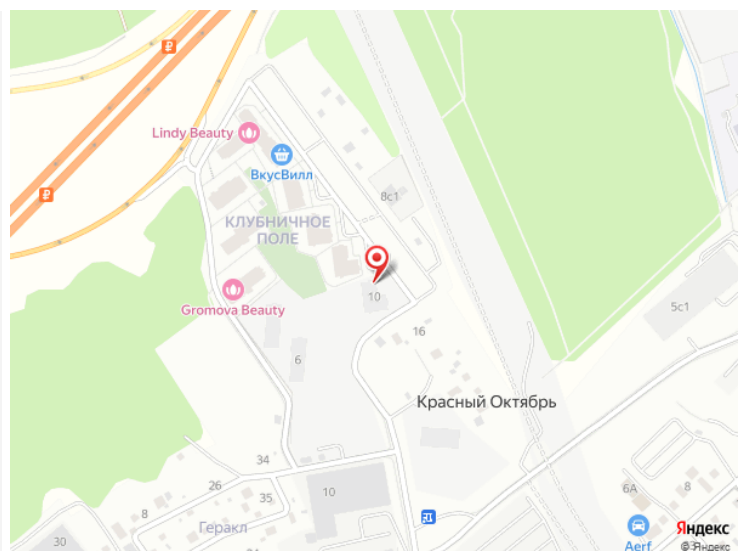 ₽
Lindy Beauty
ВкусВилл
₽
8с1
КЛУБНИЧНОЕ
ПОЛЕ
Gromova Beauty
10
5с1
16
6
Красный Октябрь
34
26
35
10
8
Геракл
30
34
6А
8
Aerf
Яндекс
© Яндекс